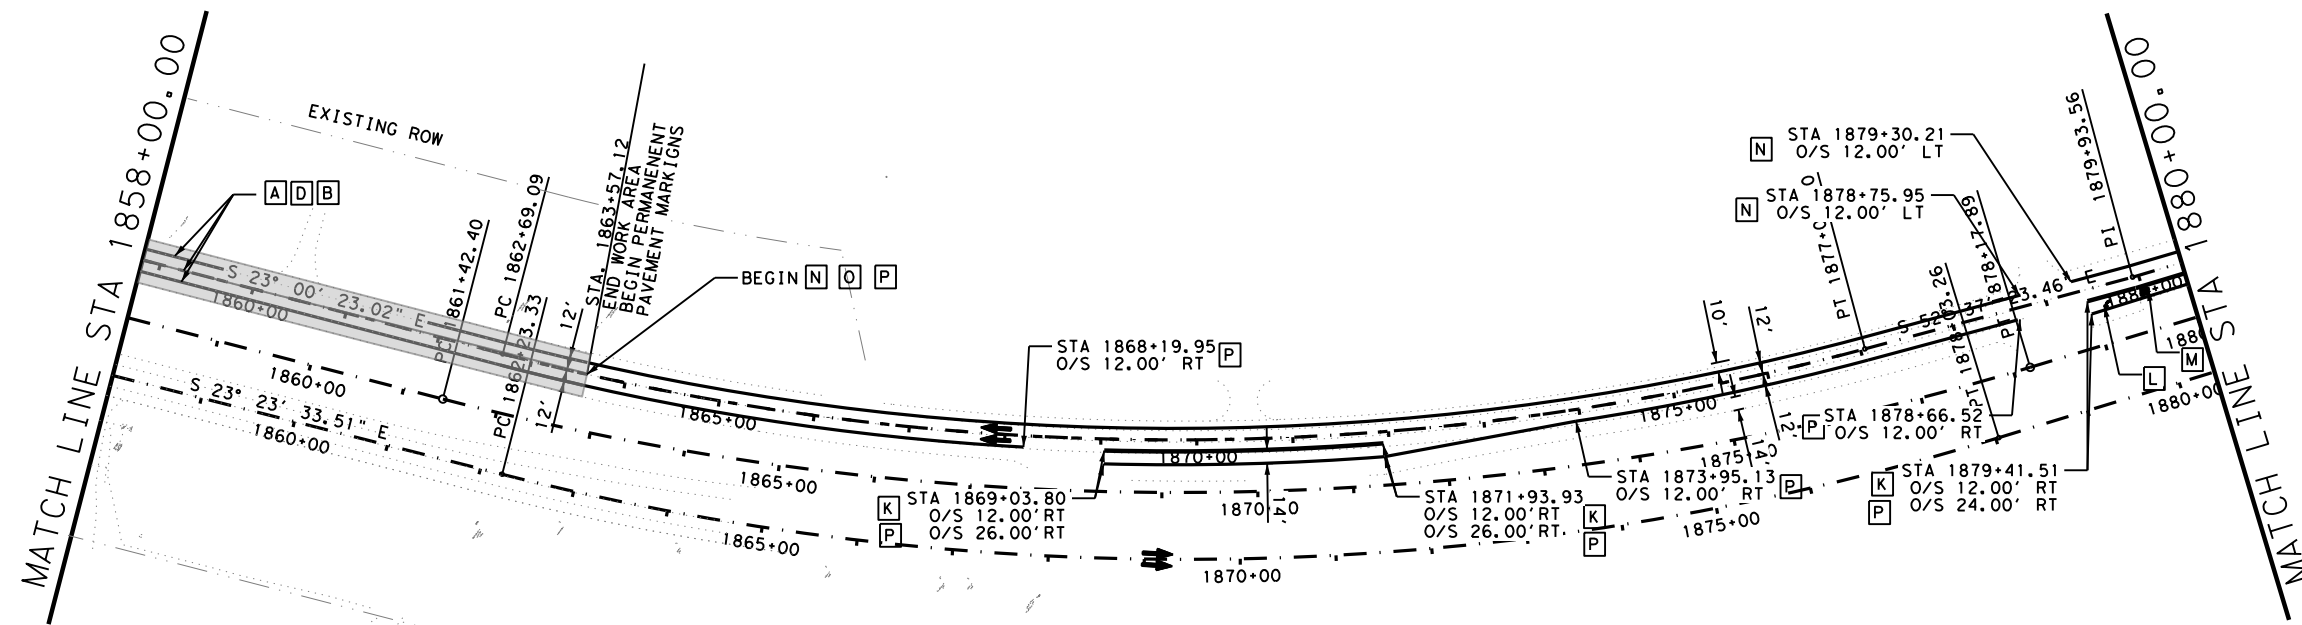 MATCH LINE STA 1858+00.00
EXISTING ROW
A D B
S 23° 00' 23.02" E
1860+00
1860+00
S 23° 23' 33.51" E
1860+00
1861+42.40
PC 1862+69.09
PC 1862+23.33
12'
12'
STA. 1863+57.12
END WORK AREA
BEGIN PERMANENT
PAVEMENT MARKIGNS
BEGIN N O P
1865+00
1865+00
1865+00
STA 1868+19.95 P
O/S 12.00' RT
1870+00
1870+00
14'
K STA 1869+03.80
O/S 12.00'RT
P O/S 26.00'RT
STA 1871+93.93
O/S 12.00'RT K
O/S 26.00'RT.
P
STA 1873+95.13 P
O/S 12.00' RT
1875+00
1875+00
1875+00
10'
12'
12'
14'
STA 1879+30.21
N O/S 12.00' LT
STA 1878+75.95
N O/S 12.00' LT
PI 1879+93.56
STA 1878+66.52
P O/S 12.00' RT
STA 1879+41.51
K O/S 12.00' RT
P O/S 24.00' RT
L
M
1880+00
1880+00
MATCH LINE STA 1880+00.00